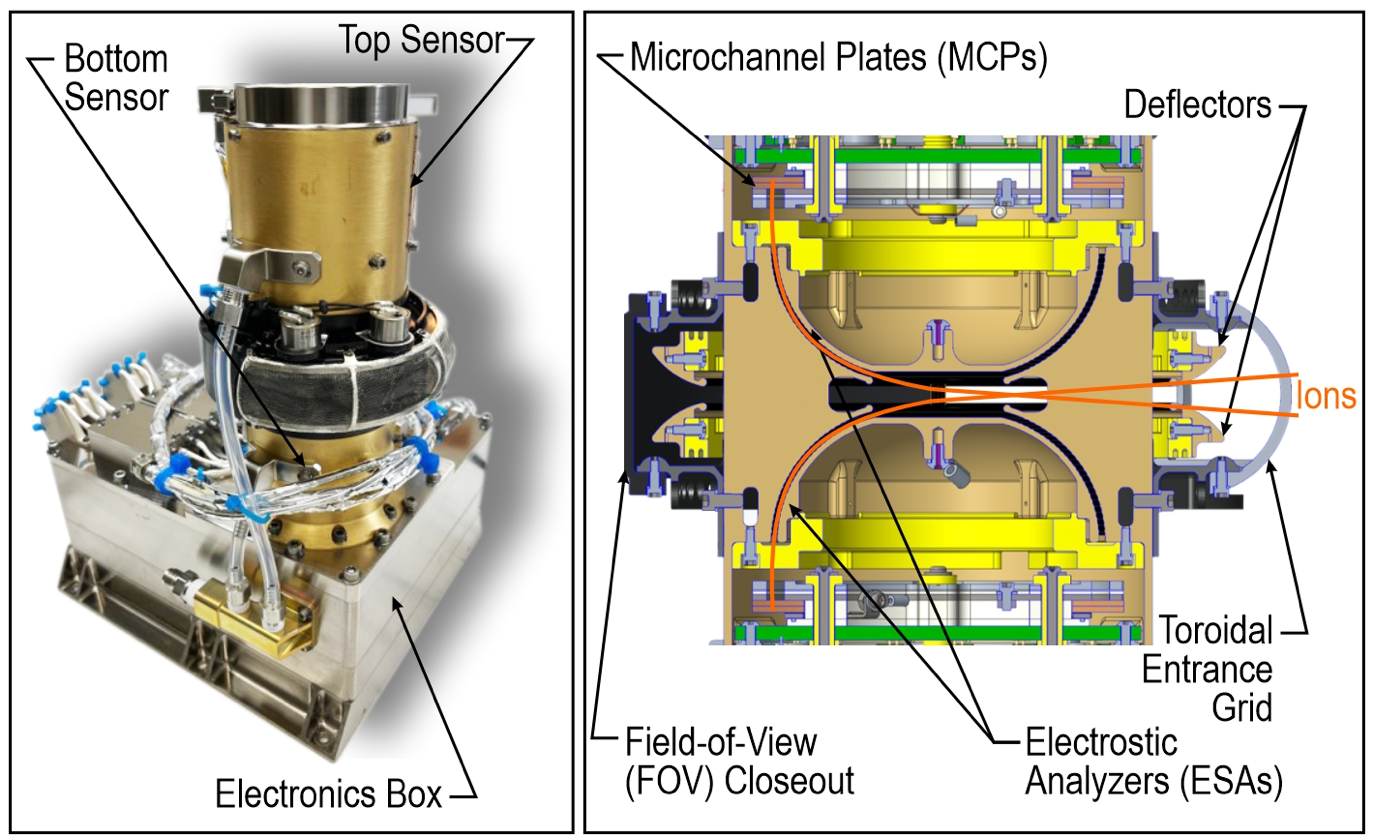 Bottom
Sensor
Top Sensor
Electronics Box
Microchannel Plates (MCPs)
Deflectors
Ions
Toroidal
Entrance
Grid
Field-of-View
(FOV) Closeout
Electrostic
Analyzers (ESAs)